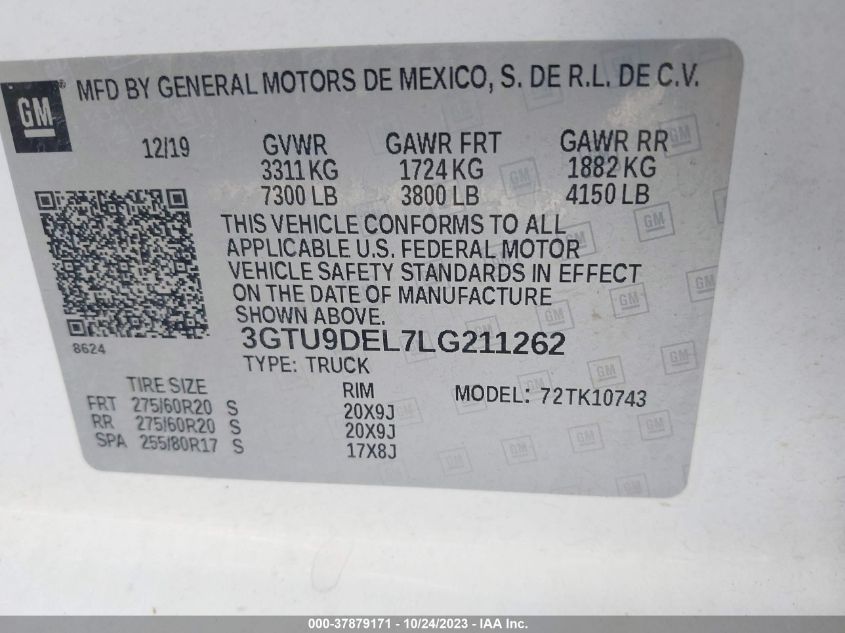 GM
MFD BY GENERAL MOTORS DE MEXICO, S. DE R.L. DE C.V.
12/19 GVWR GAWR FRT GAWR RR
3311 KG 1724 KG 1882 KG
7300 LB 3800 LB 4150 LB
THIS VEHICLE CONFORMS TO ALL
APPLICABLE U.S. FEDERAL MOTOR
VEHICLE SAFETY STANDARDS IN EFFECT
ON THE DATE OF MANUFACTURE
SHOWN ABOVE.
8624
3GTU9DEL7LG211262
TYPE: TRUCK
TIRE SIZE RIM MODEL: 72TK10743
FRT 275/60R20 S 20X9J
RR 275/60R20 S 20X9J
SPA 255/80R17 S 17X8J
000-37879171 - 10/24/2023 - IAA Inc.